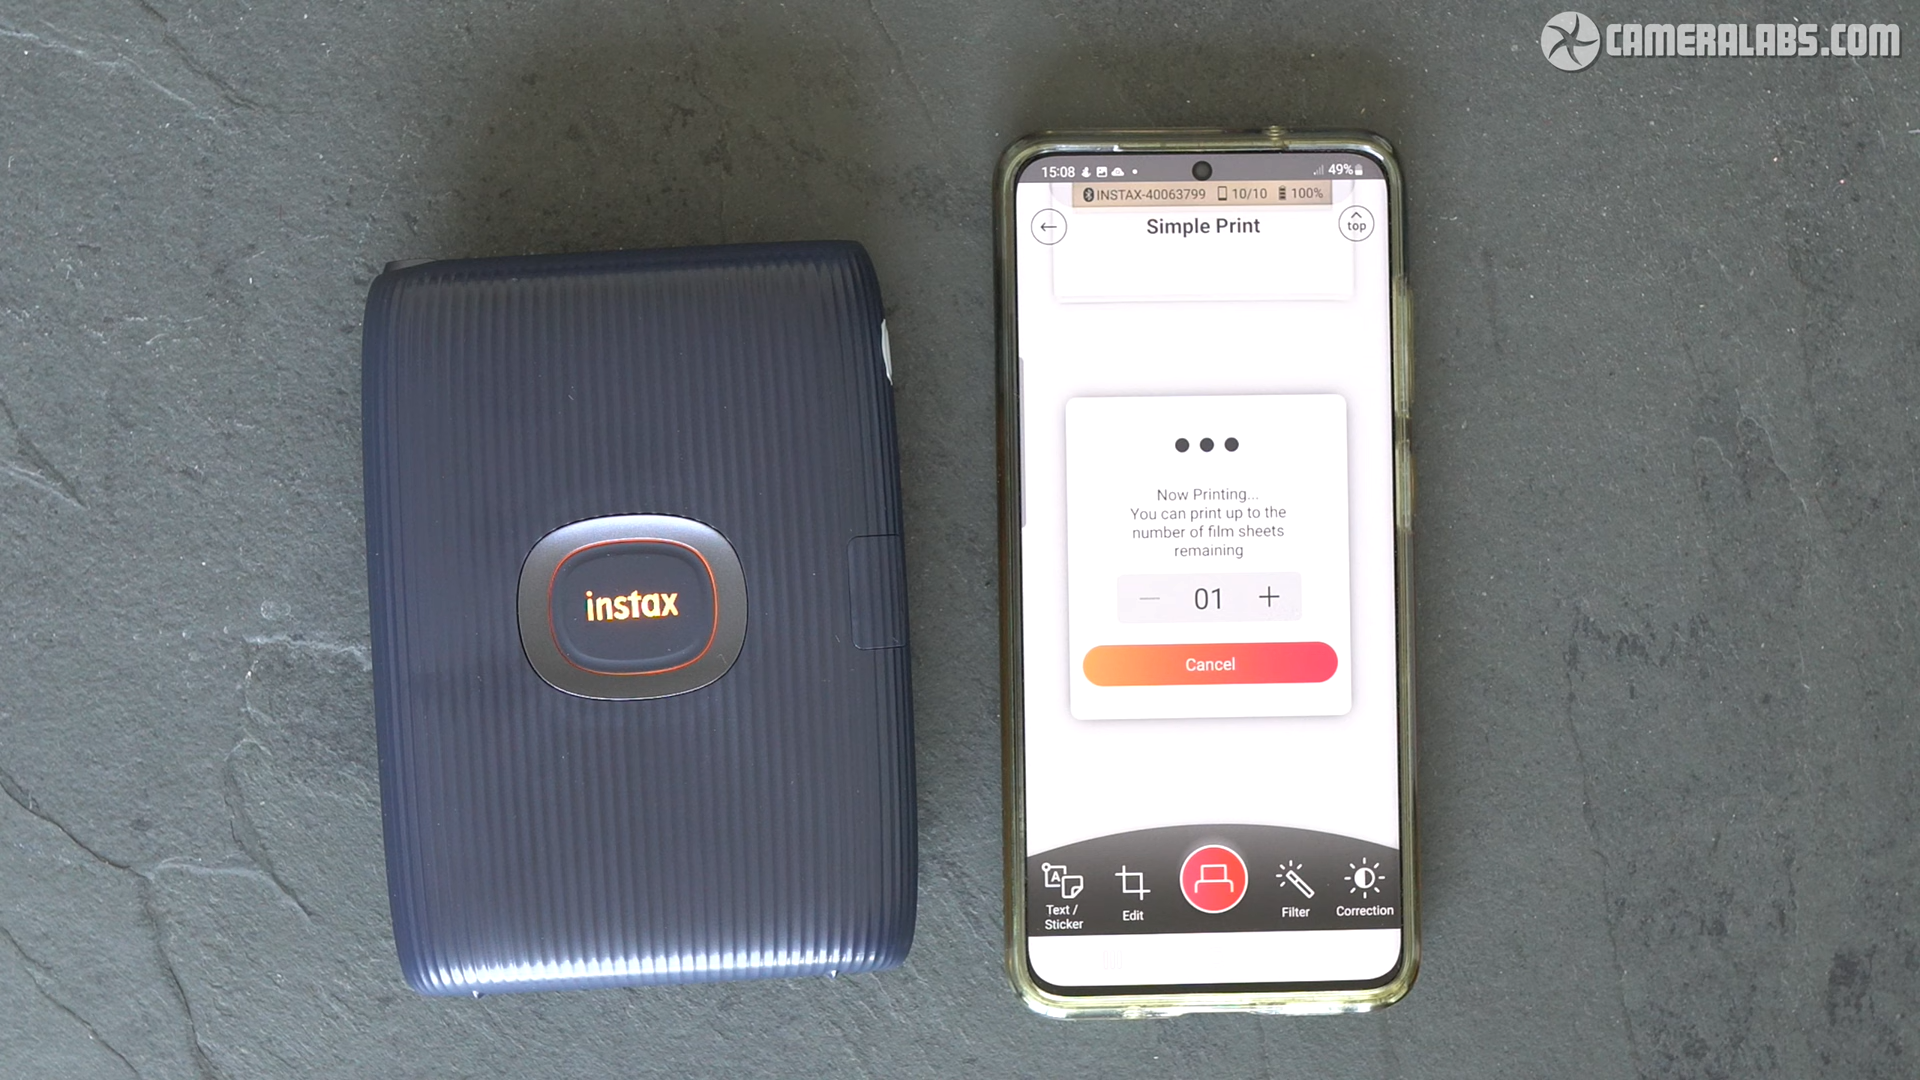 CAMERALABS.COM
15:08 49%
INSTAX-40063799 10/10 100%
Simple Print
top
Now Printing...
You can print up to the
number of film sheets
remaining
— 01 +
Cancel
instax
A
Text /
Sticker
Edit
Filter
Correction